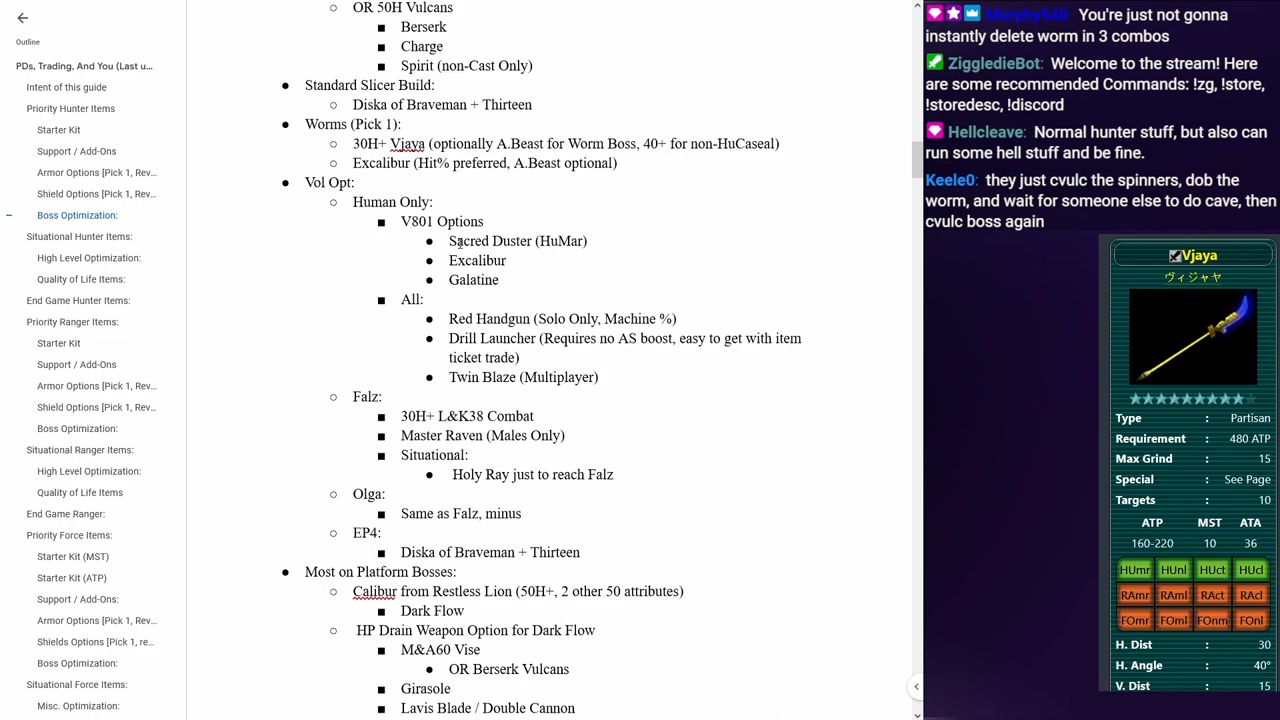 Outline
PDs, Trading, And You (Last u...
Intent of this guide
Priority Hunter Items
Starter Kit
Support / Add-Ons
Armor Options [Pick 1, Rev...
Shield Options [Pick 1, Rev...
Boss Optimization:
Situational Hunter Items:
High Level Optimization:
Quality of Life Items:
End Game Hunter Items:
Priority Ranger Items:
Starter Kit
Support / Add-Ons
Armor Options [Pick 1, Rev...
Shield Options [Pick 1, Rev...
Boss Optimization:
Situational Ranger Items:
High Level Optimization:
Quality of Life Items
End Game Ranger:
Priority Force Items:
Starter Kit (MST)
Starter Kit (ATP)
Support / Add-Ons:
Armor Options [Pick 1, Rev...
Shields Options [Pick 1, re...
Boss Optimization:
Situational Force Items:
Misc. Optimization:
OR 50H Vulcans
Berserk
Charge
Spirit (non-Cast Only)
Standard Slicer Build:
Diska of Braveman + Thirteen
Worms (Pick 1):
30H+ Vjaya (optionally A.Beast for Worm Boss, 40+ for non-HuCaseal)
Excalibur (Hit% preferred, A.Beast optional)
Vol Opt:
Human Only:
V801 Options
Sacred Duster (HuMar)
Excalibur
Galatine
All:
Red Handgun (Solo Only, Machine %)
Drill Launcher (Requires no AS boost, easy to get with item
ticket trade)
Twin Blaze (Multiplayer)
Falz:
30H+ L&K38 Combat
Master Raven (Males Only)
Situational:
Holy Ray just to reach Falz
Olga:
Same as Falz, minus
EP4:
Diska of Braveman + Thirteen
Most on Platform Bosses:
Calibur from Restless Lion (50H+, 2 other 50 attributes)
Dark Flow
HP Drain Weapon Option for Dark Flow
M&A60 Vise
OR Berserk Vulcans
Girasole
Lavis Blade / Double Cannon
Murphy540 You're just not gonna
instantly delete worm in 3 combos
ZiggledieBot: Welcome to the stream! Here
are some recommended Commands: !zg, !store,
!storedesc, !discord
Hellcleave: Normal hunter stuff, but also can
run some hell stuff and be fine.
Keele0: they just cvulc the spinners, dob the
worm, and wait for someone else to do cave, then
cvulc boss again
Vjaya
ヴィジャヤ
Type : Partisan
Requirement : 480 ATP
Max Grind : 15
Special : See Page
Targets : 10
ATP MST ATA
160-220 10 36
HUmr HUnl HUct HUcl
RAmr RAml RAct RAcl
FOmr FOml FOnm FOnl
H. Dist : 30
H. Angle : 40°
V. Dist : 15